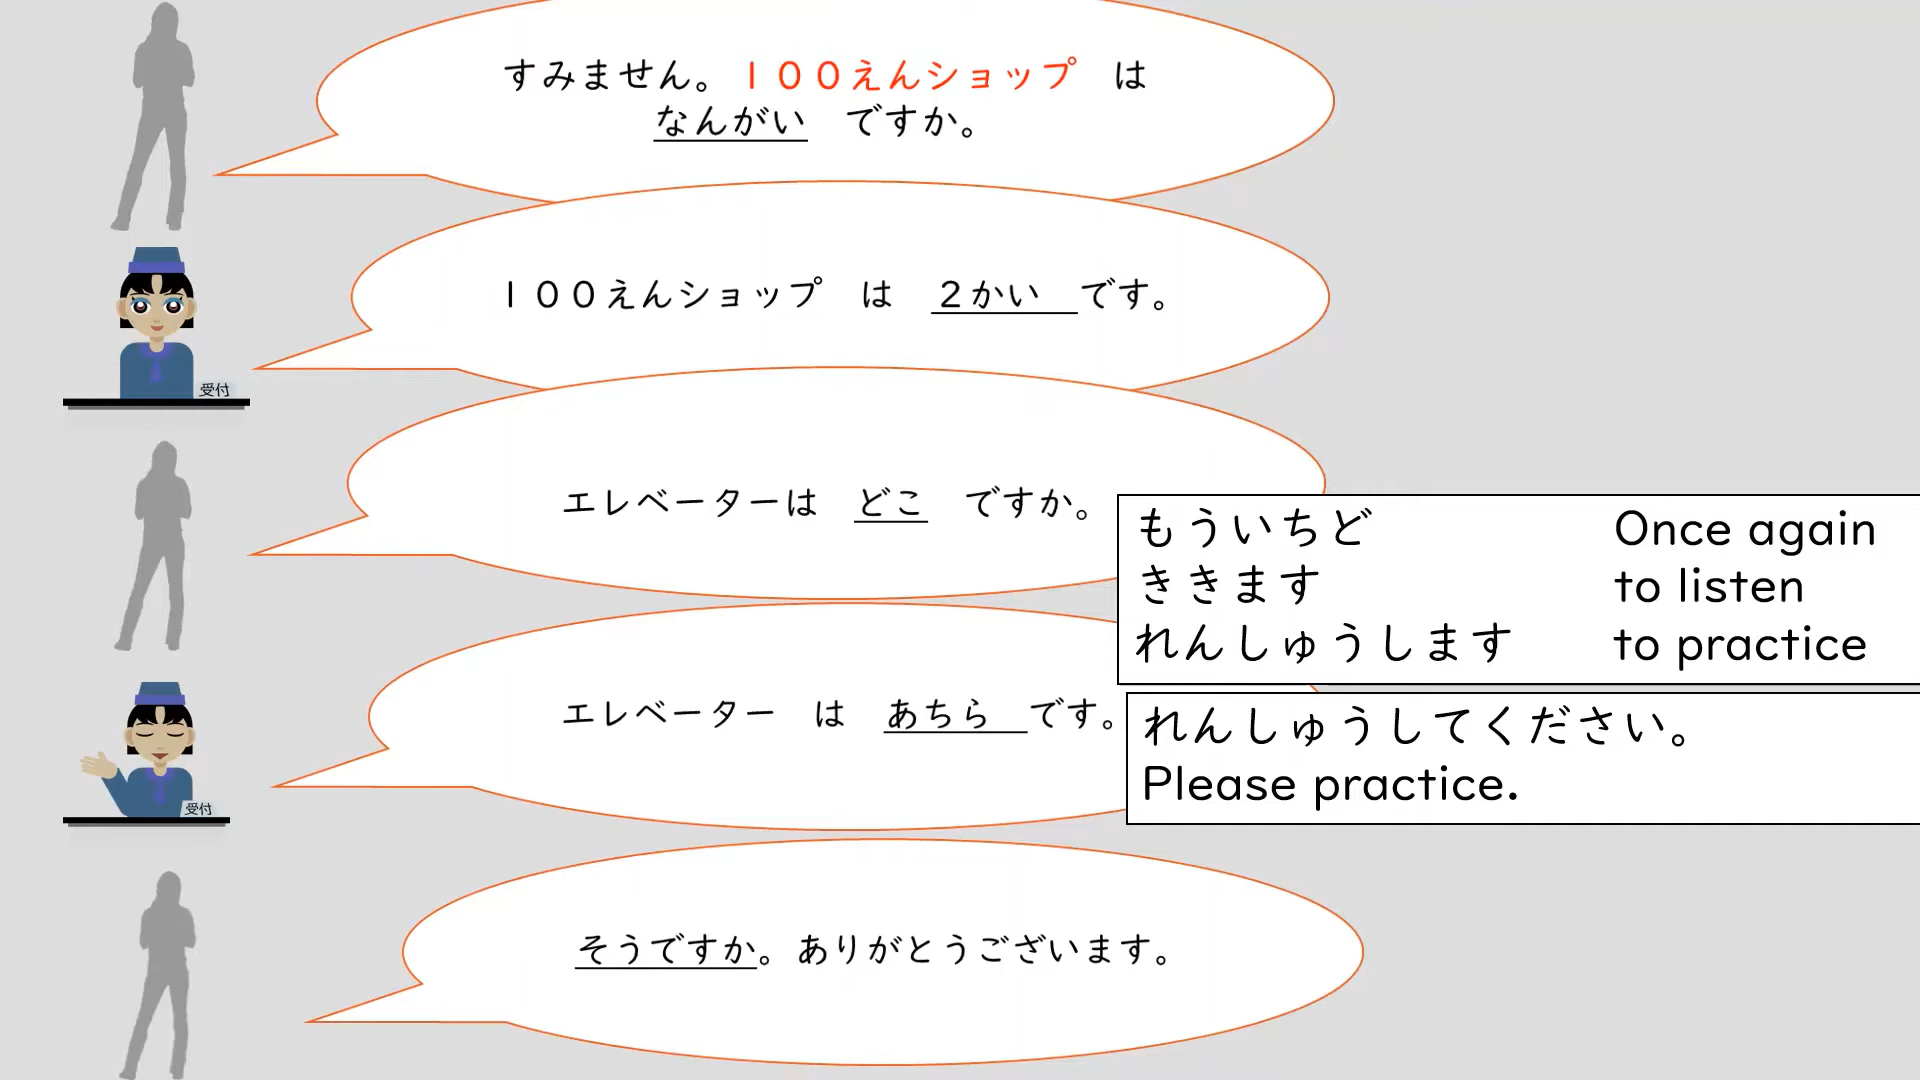 すみません。１００えんショップ　は
なんがい　ですか。
１００えんショップ　は　２かい　です。
受付
エレベーターは　どこ　ですか。
もういちど　Once again
ききます　to listen
れんしゅうします　to practice
エレベーター　は　あちら　です。
受付
れんしゅうしてください。
Please practice.
そうですか。ありがとうございます。